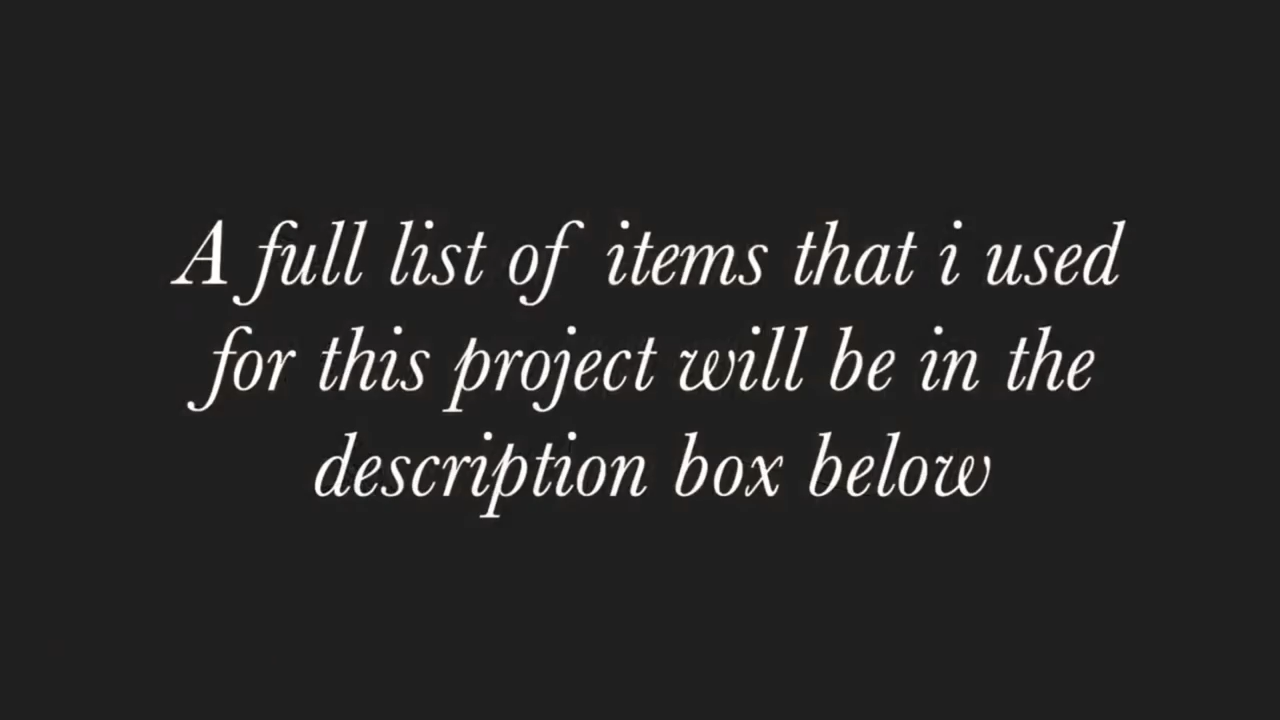 A full list of items that i used
for this project will be in the
description box below